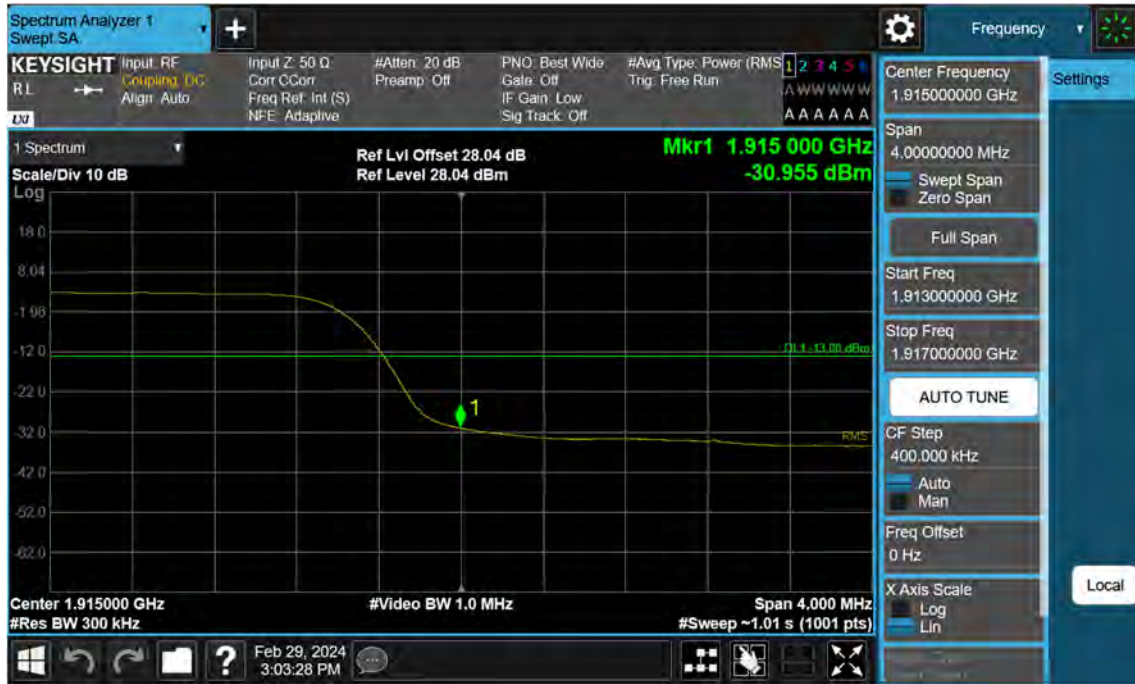 Spectrum Analyzer 1
Swept SA
+
Frequency
KEYSIGHT
RL
LXI
Input: RF
Coupling: DC
Align: Auto
Input Z: 50 Ω
Corr CCorr
Freq Ref: Int (S)
NFE: Adaptive
#Atten: 20 dB
Preamp: Off
PNO: Best Wide
Gate: Off
IF Gain: Low
Sig Track: Off
#Avg Type: Power (RMS
Trig: Free Run
1 2 3 4 5 6
A W W W W W
A A A A A A
1 Spectrum
Scale/Div 10 dB
Log
Ref Lvl Offset 28.04 dB
Ref Level 28.04 dBm
Mkr1 1.915 000 GHz
-30.955 dBm
18.0
8.04
-1.96
-12.0
-22.0
-32.0
-42.0
-52.0
-62.0
DL1 -13.00 dBm
1
RMS
Center 1.915000 GHz
#Res BW 300 kHz
#Video BW 1.0 MHz
Span 4.000 MHz
#Sweep ~1.01 s (1001 pts)
?
Feb 29, 2024
3:03:28 PM
Center Frequency
1.915000000 GHz
Span
4.00000000 MHz
Swept Span
Zero Span
Full Span
Start Freq
1.913000000 GHz
Stop Freq
1.917000000 GHz
AUTO TUNE
CF Step
400.000 kHz
Auto
Man
Freq Offset
0 Hz
X Axis Scale
Log
Lin
Settings
Local